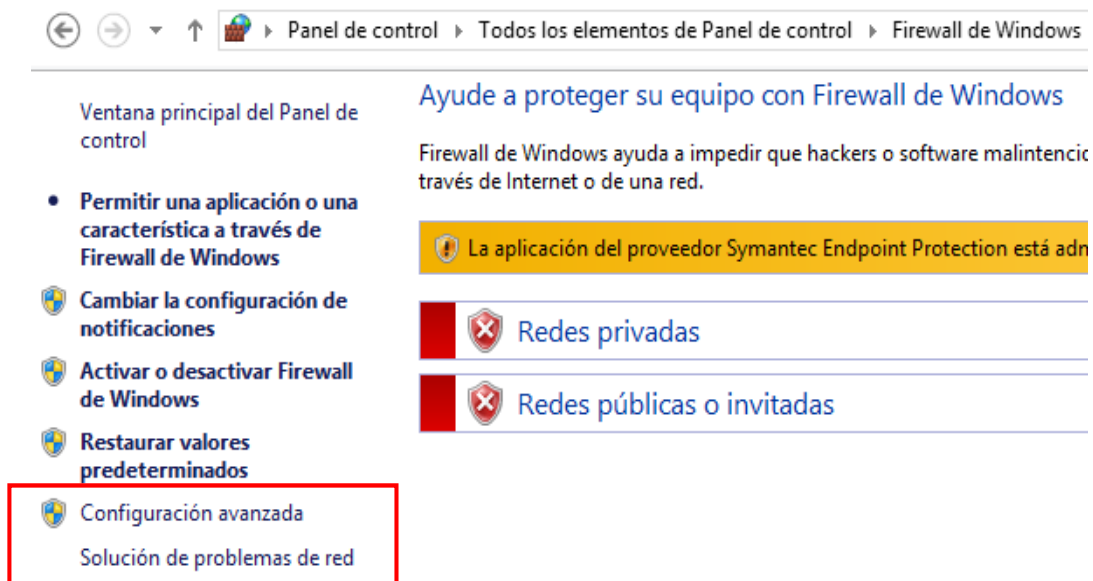 Panel de control Todos los elementos de Panel de control Firewall de Windows
Ventana principal del Panel de
control
Permitir una aplicación o una
característica a través de
Firewall de Windows
Cambiar la configuración de
notificaciones
Activar o desactivar Firewall
de Windows
Restaurar valores
predeterminados
Configuración avanzada
Solución de problemas de red
Ayude a proteger su equipo con Firewall de Windows
Firewall de Windows ayuda a impedir que hackers o software malintencic
través de Internet o de una red.
La aplicación del proveedor Symantec Endpoint Protection está adn
Redes privadas
Redes públicas o invitadas